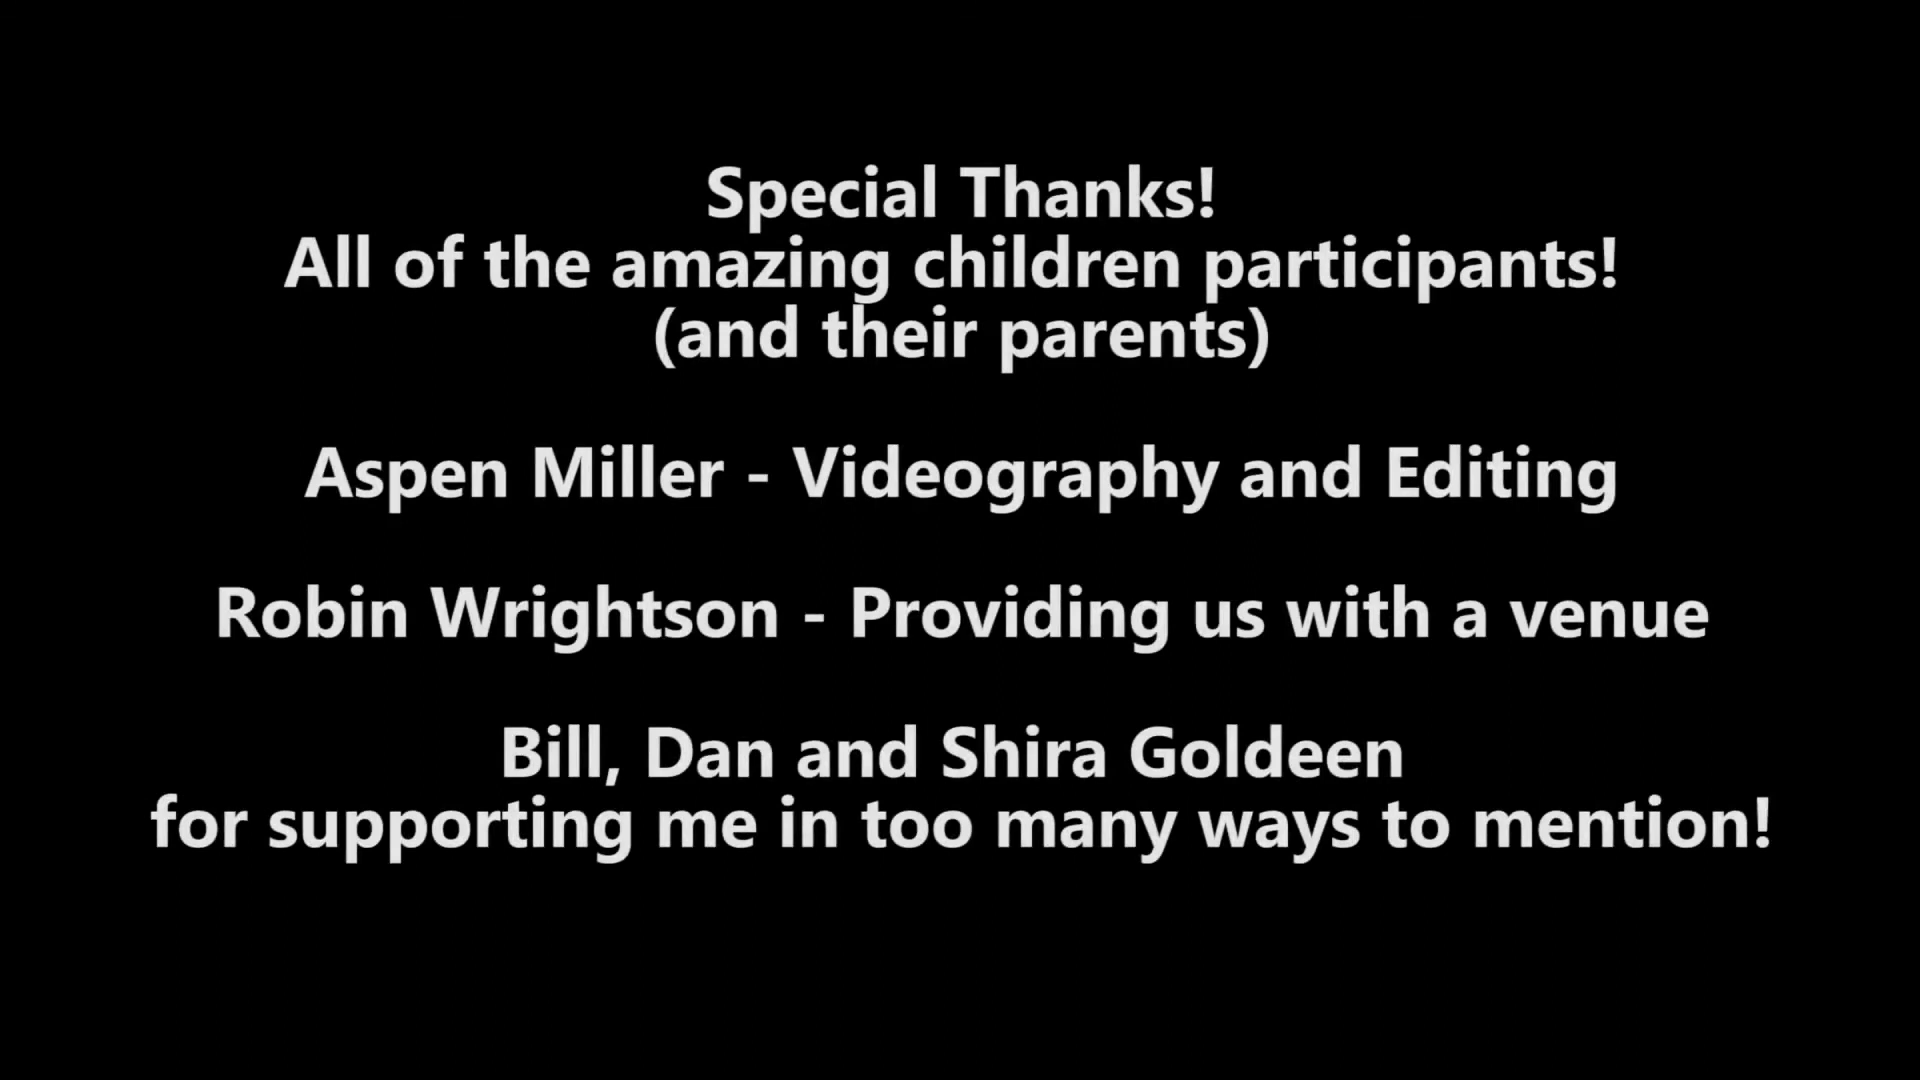 Special Thanks!
All of the amazing children participants!
(and their parents)
Aspen Miller - Videography and Editing
Robin Wrightson - Providing us with a venue
Bill, Dan and Shira Goldeen
for supporting me in too many ways to mention!